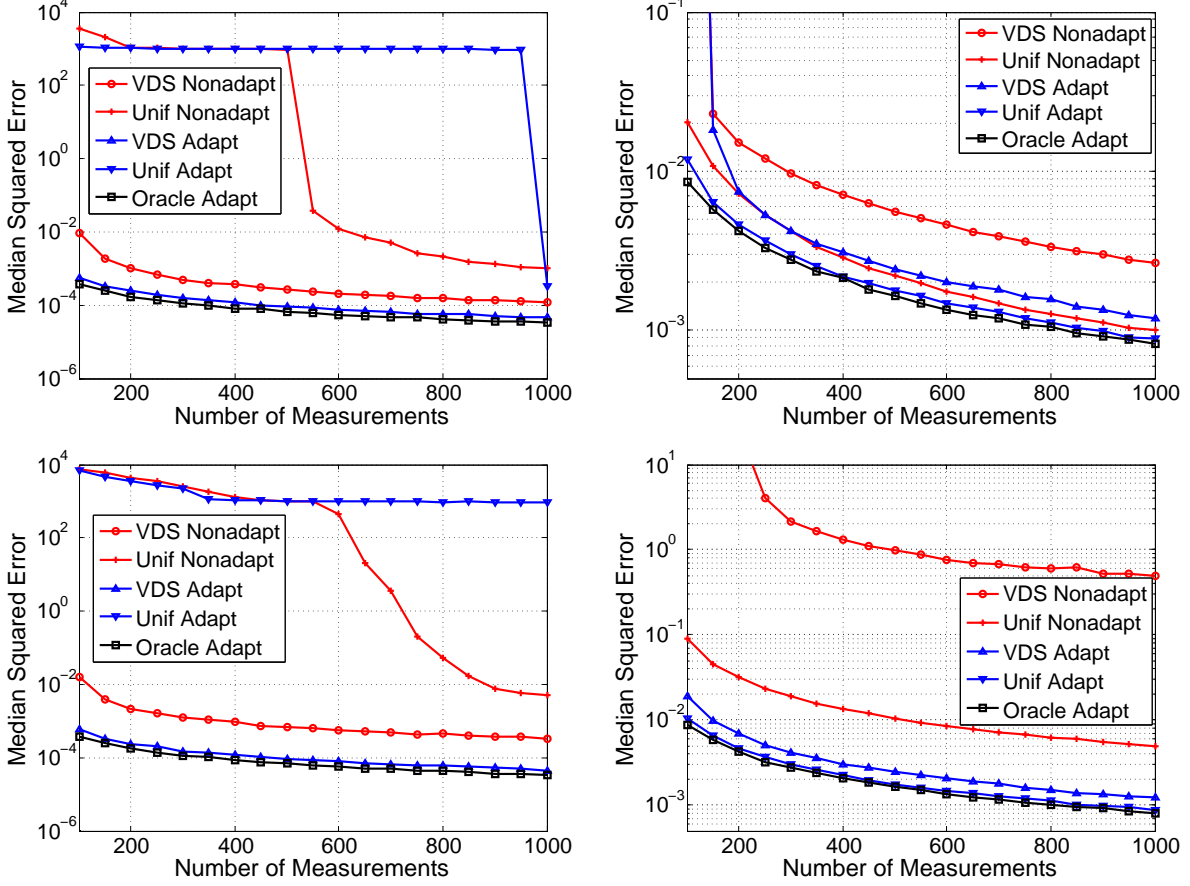 10^4
10^2
10^0
10^−2
10^−4
10^−6
Median Squared Error
VDS Nonadapt
Unif Nonadapt
VDS Adapt
Unif Adapt
Oracle Adapt
200 400 600 800 1000
Number of Measurements
10^−1
10^−2
10^−3
Median Squared Error
VDS Nonadapt
Unif Nonadapt
VDS Adapt
Unif Adapt
Oracle Adapt
200 400 600 800 1000
Number of Measurements
10^4
10^2
10^0
10^−2
10^−4
10^−6
Median Squared Error
VDS Nonadapt
Unif Nonadapt
VDS Adapt
Unif Adapt
Oracle Adapt
200 400 600 800 1000
Number of Measurements
10^1
10^0
10^−1
10^−2
10^−3
Median Squared Error
VDS Nonadapt
Unif Nonadapt
VDS Adapt
Unif Adapt
Oracle Adapt
200 400 600 800 1000
Number of Measurements